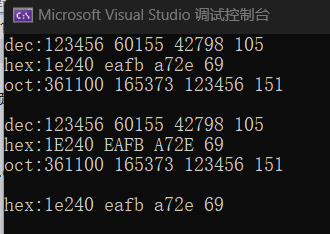 Microsoft Visual Studio 调试控制台
dec:123456 60155 42798 105
hex:1e240 eafb a72e 69
oct:361100 165373 123456 151
dec:123456 60155 42798 105
hex:1E240 EAFB A72E 69
oct:361100 165373 123456 151
hex:1e240 eafb a72e 69